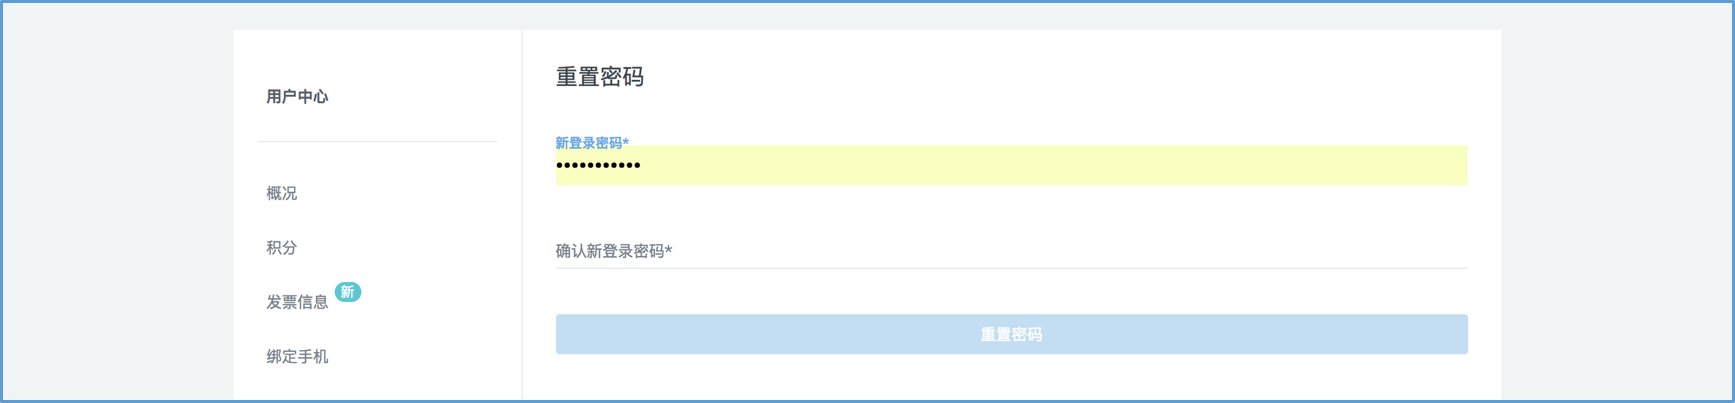 用户中心
概况
积分
发票信息 新
绑定手机
重置密码
新登录密码*
•••••••••••
确认新登录密码*
重置密码